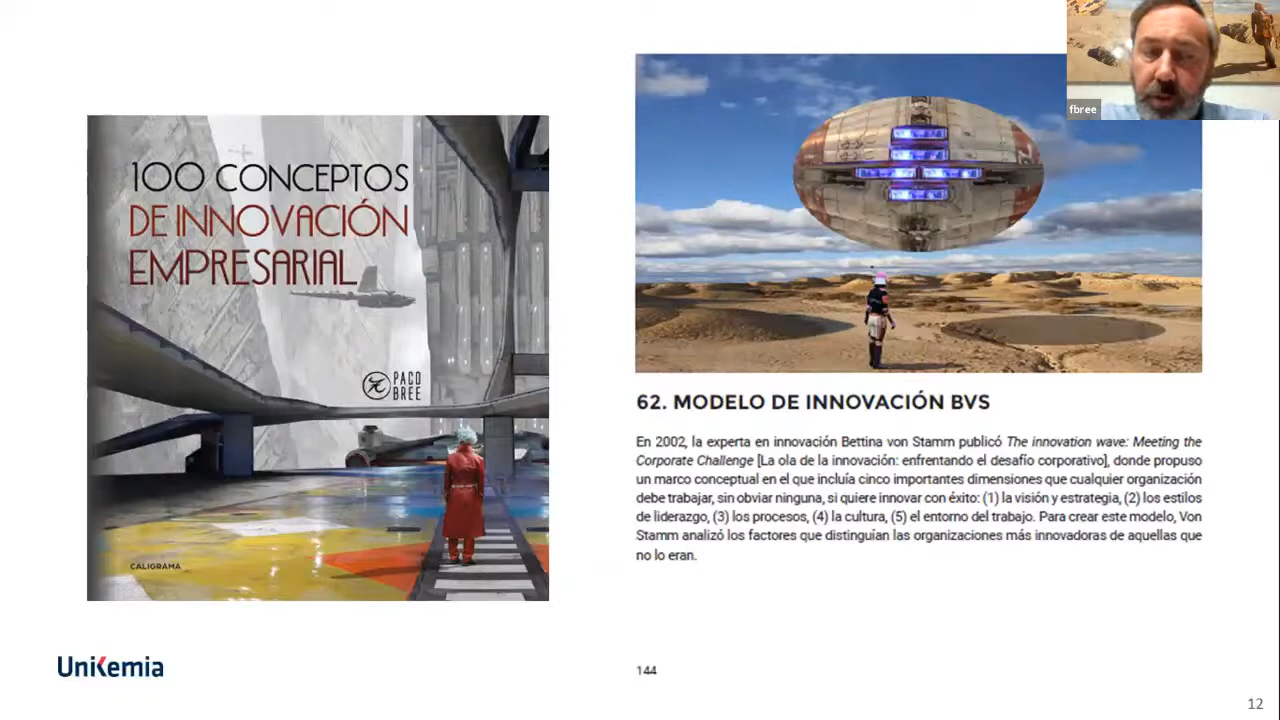 100 CONCEPTOS
DE INNOVACIÓN
EMPRESARIAL
PACO
BREE
CALIGRAMA
UniKemia
fbree
62. MODELO DE INNOVACIÓN BVS
En 2002, la experta en innovación Bettina von Stamm publicó The innovation wave: Meeting the
Corporate Challenge [La ola de la innovación: enfrentando el desafío corporativo], donde propuso
un marco conceptual en el que incluía cinco importantes dimensiones que cualquier organización
debe trabajar, sin obviar ninguna, si quiere innovar con éxito: (1) la visión y estrategia, (2) los estilos
de liderazgo, (3) los procesos, (4) la cultura, (5) el entorno del trabajo. Para crear este modelo, Von
Stamm analizó los factores que distinguían las organizaciones más innovadoras de aquellas que
no lo eran.
144
12